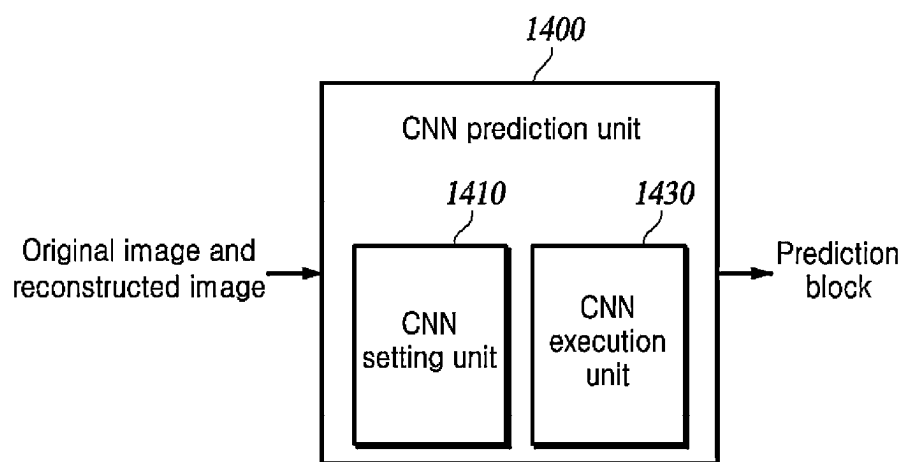 1400
CNN prediction unit
1410
1430
Original image and
reconstructed image
CNN
setting unit
CNN
execution
unit
Prediction
block